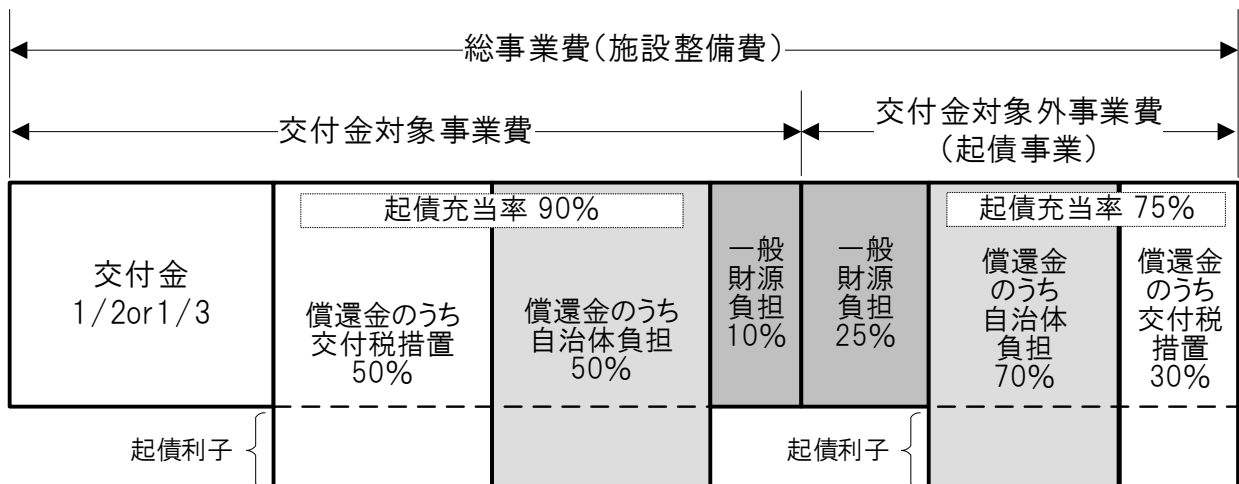 総事業費（施設整備費）
交付金対象事業費
交付金対象外事業費
（起債事業）
交付金
1/2or1/3
起債充当率 90%
償還金のうち
交付税措置
50%
償還金のうち
自治体負担
50%
一般
財源
負担
10%
一般
財源
負担
25%
起債充当率 75%
償還金
のうち
自治体
負担
70%
償還金
のうち
交付税
措置
30%
起債利子
起債利子